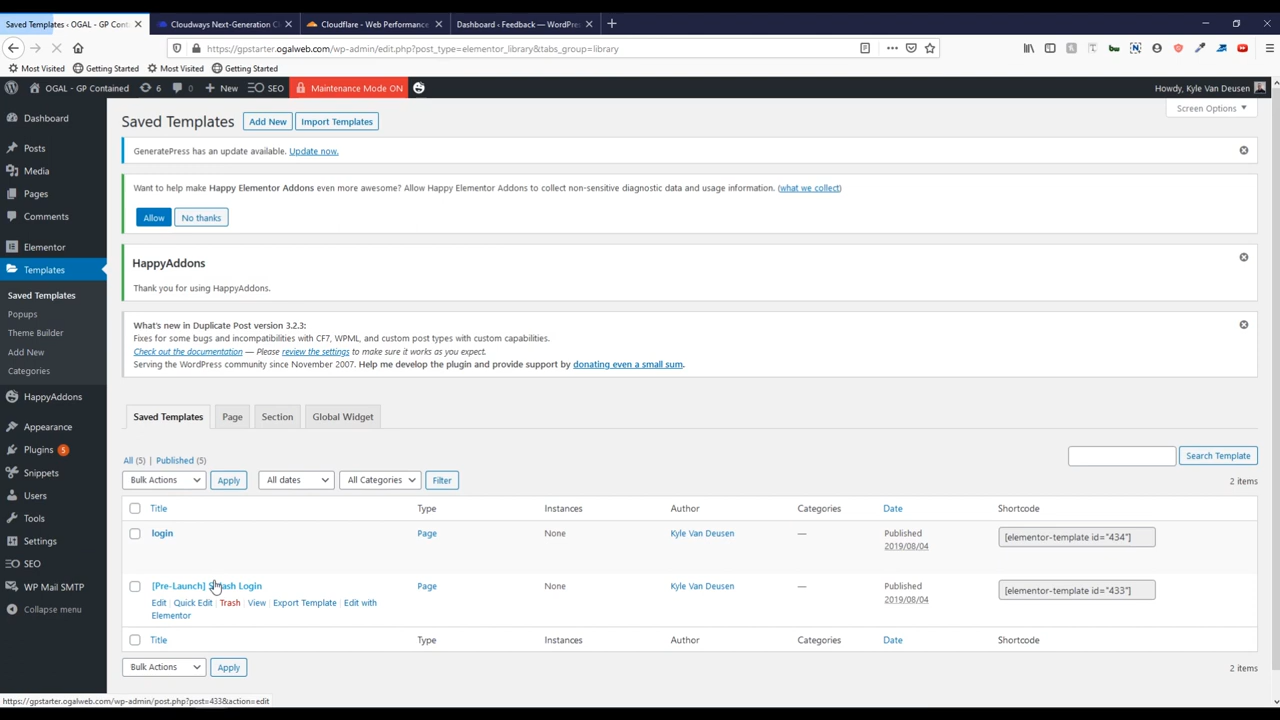 Saved Templates ‹ OGAL - GP Cont
Cloudways Next-Generation C
Cloudflare - Web Performance
Dashboard ‹ Feedback — WordPre
https://gpstarter.ogalweb.com/wp-admin/edit.php?post_type=elementor_library&tabs_group=library
Most Visited
Getting Started
Most Visited
Getting Started
OGAL - GP Contained
6
0
New
SEO
Maintenance Mode ON
Howdy, Kyle Van Deusen
Dashboard
Posts
Media
Pages
Comments
Elementor
Templates
Saved Templates
Popups
Theme Builder
Add New
Categories
HappyAddons
Appearance
Plugins 5
Snippets
Users
Tools
Settings
SEO
WP Mail SMTP
Collapse menu
Screen Options
Saved Templates
Add New
Import Templates
GeneratePress has an update available. Update now.
Want to help make Happy Elementor Addons even more awesome? Allow Happy Elementor Addons to collect non-sensitive diagnostic data and usage information. (what we collect)
Allow
No thanks
HappyAddons
Thank you for using HappyAddons.
What's new in Duplicate Post version 3.2.3:
Fixes for some bugs and incompatibilities with CF7, WPML, and custom post types with custom capabilities.
Check out the documentation — Please review the settings to make sure it works as you expect.
Serving the WordPress community since November 2007. Help me develop the plugin and provide support by donating even a small sum.
Saved Templates
Page
Section
Global Widget
All (5) | Published (5)
Search Template
Bulk Actions
Apply
All dates
All Categories
Filter
2 items
Title
Type
Instances
Author
Categories
Date
Shortcode
login
Page
None
Kyle Van Deusen
—
Published
2019/08/04
[elementor-template id="434"]
[Pre-Launch] Splash Login
Page
None
Kyle Van Deusen
—
Published
2019/08/04
[elementor-template id="433"]
Edit | Quick Edit | Trash | View | Export Template | Edit with
Elementor
Title
Type
Instances
Author
Categories
Date
Shortcode
Bulk Actions
Apply
2 items
https://gpstarter.ogalweb.com/wp-admin/post.php?post=433&action=edit